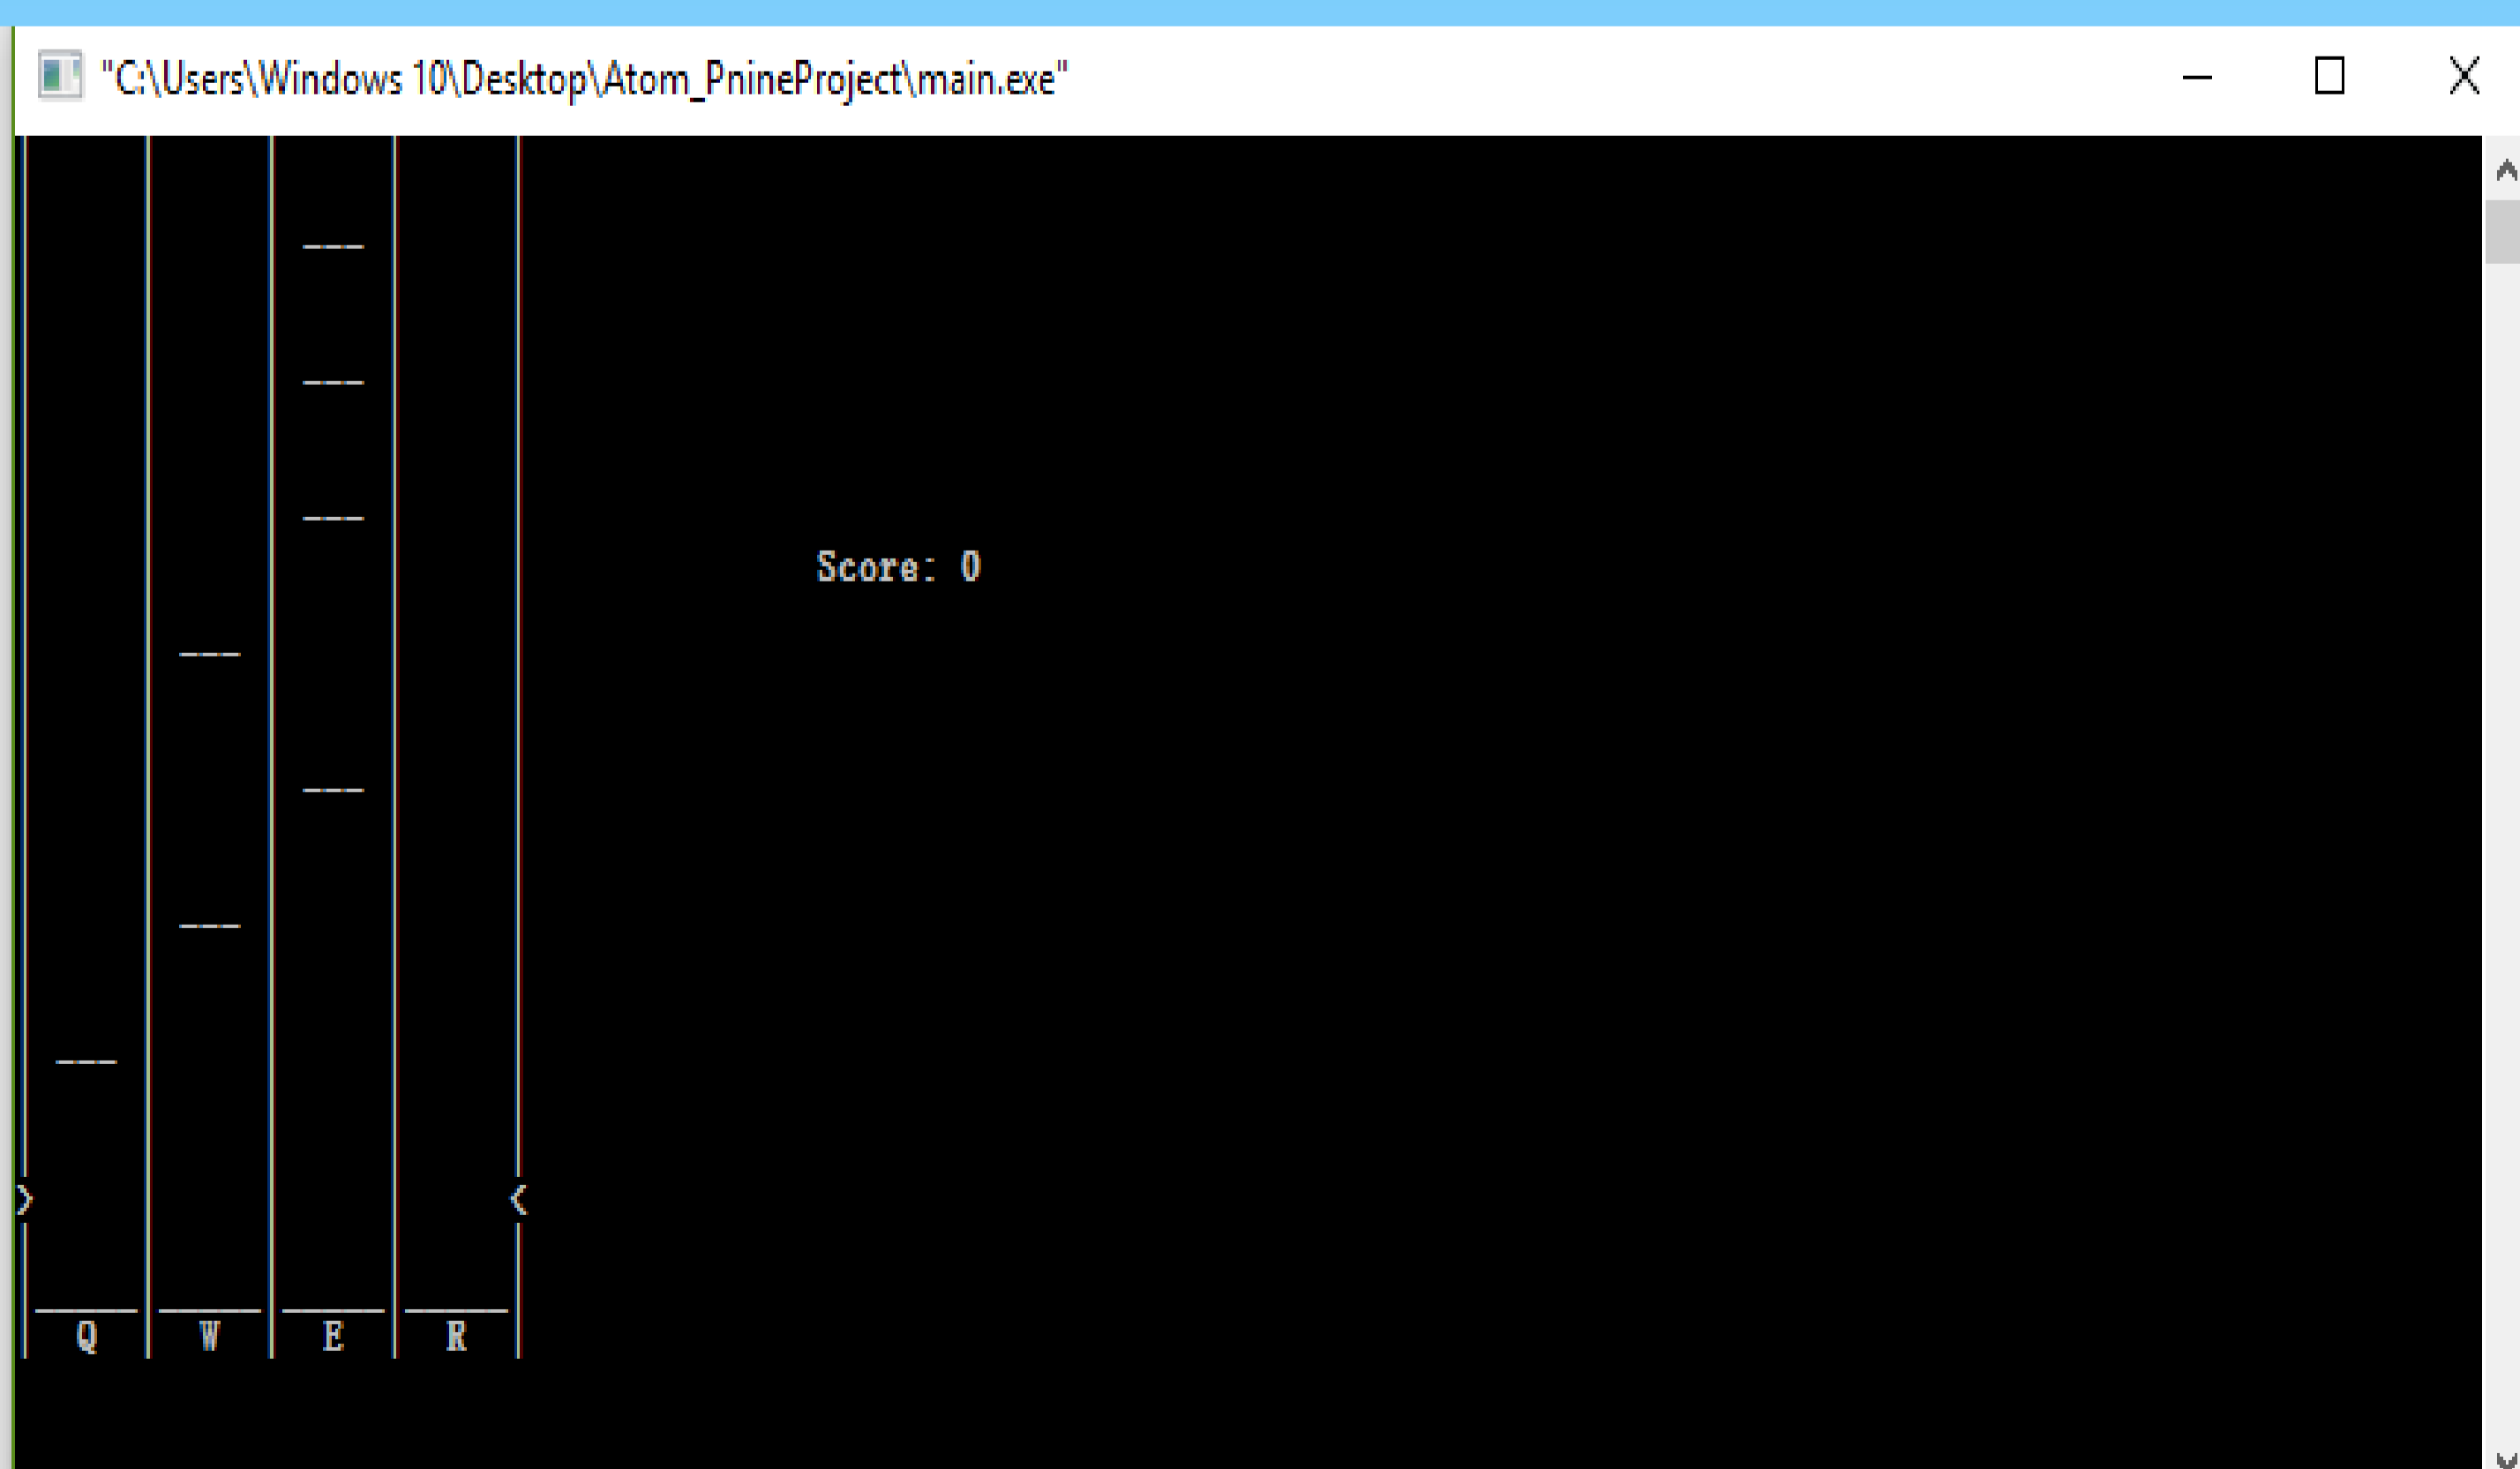 "C:\Users\Windows 10\Desktop\Atom_PnineProject\main.exe"
Score: 0
> <
Q W E R